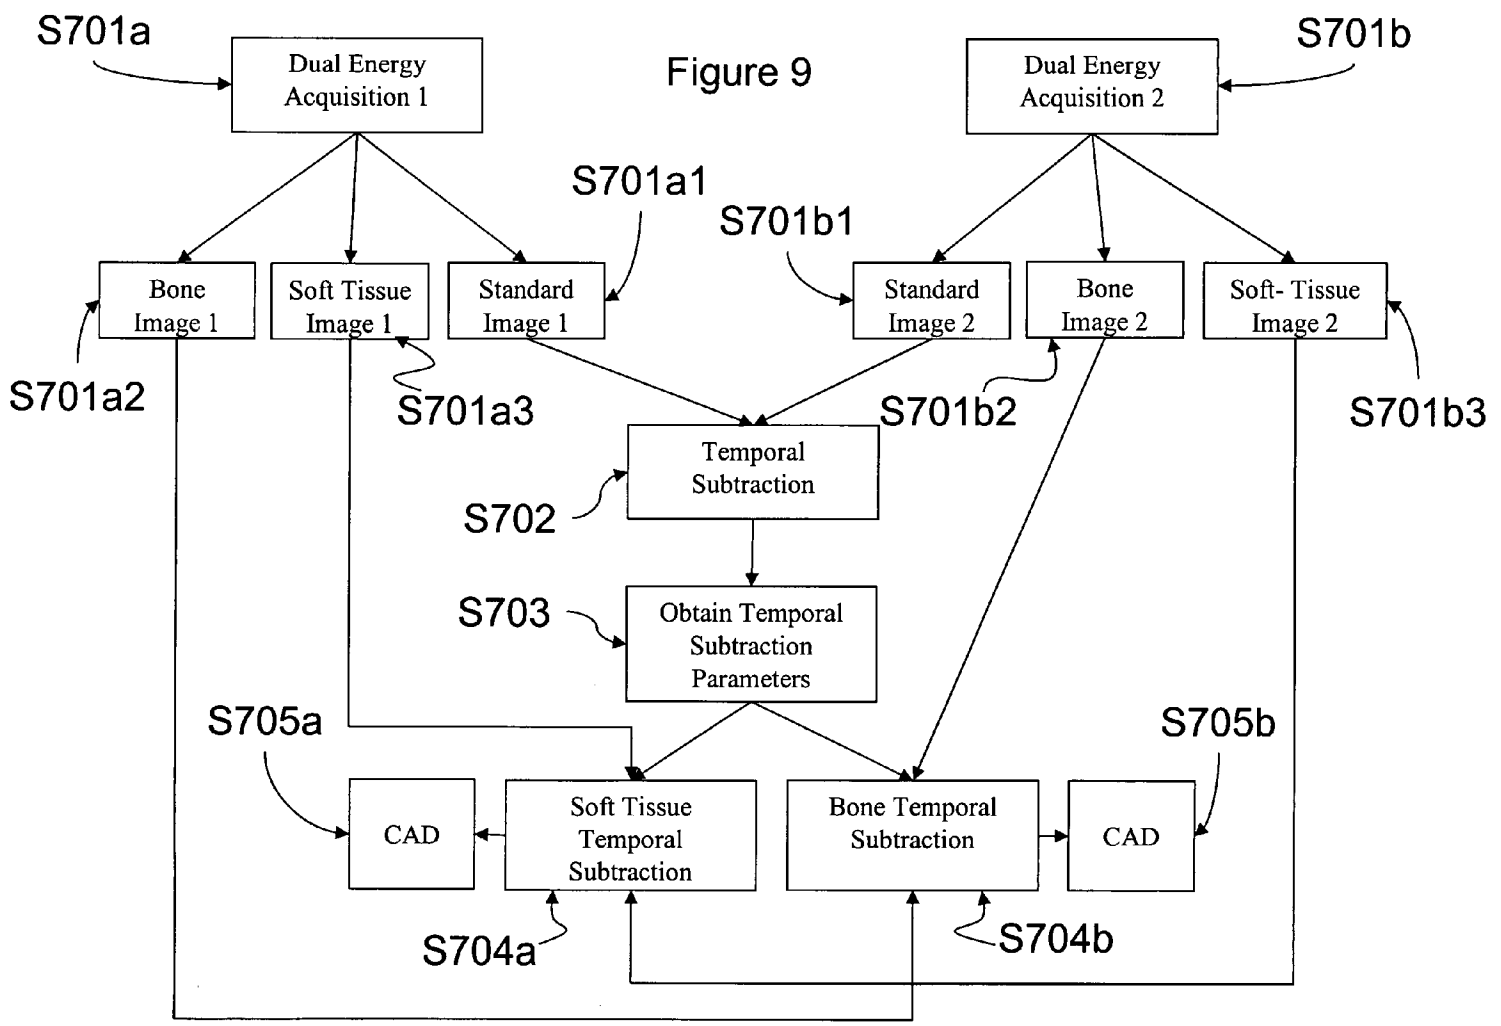 S701a
S701b
Figure 9
Dual Energy
Acquisition 1
Dual Energy
Acquisition 2
S701a1
S701b1
Bone
Image 1
Soft Tissue
Image 1
Standard
Image 1
Standard
Image 2
Bone
Image 2
Soft- Tissue
Image 2
S701a2
S701a3
S701b2
S701b3
Temporal
Subtraction
S702
S703
Obtain Temporal
Subtraction
Parameters
S705a
S705b
CAD
Soft Tissue
Temporal
Subtraction
Bone Temporal
Subtraction
CAD
S704a
S704b